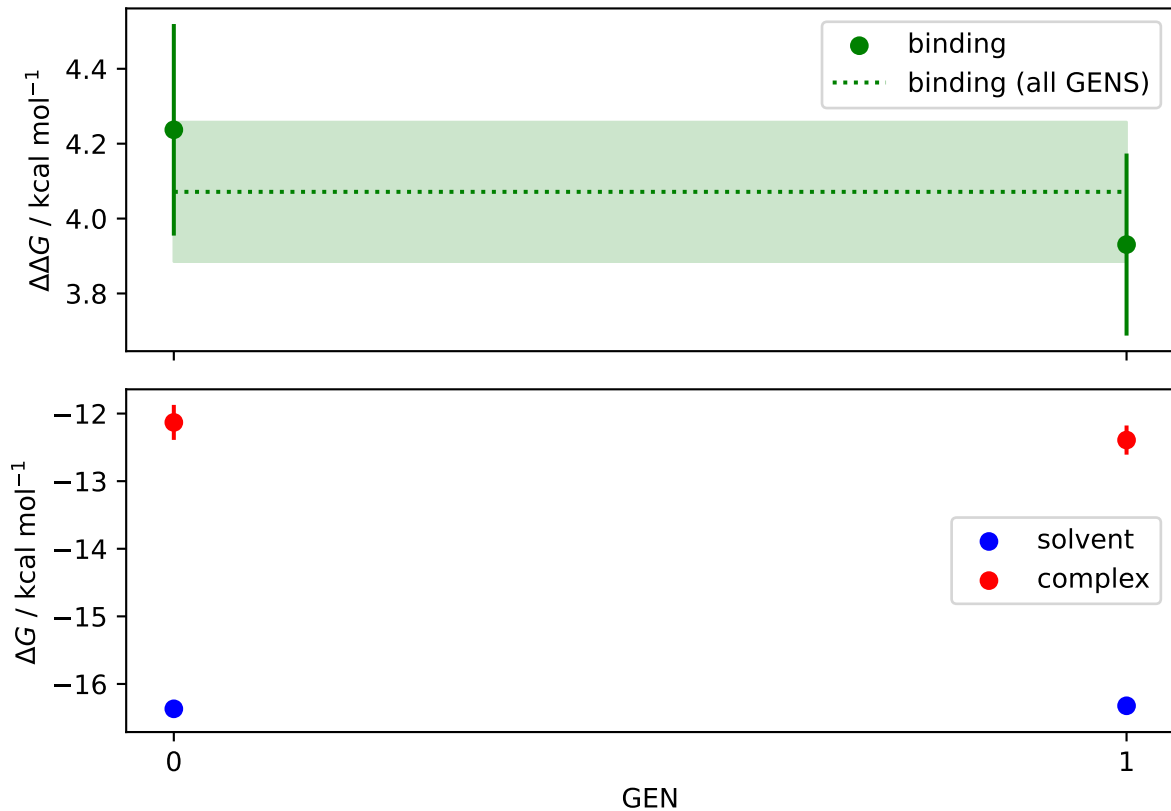 binding
binding (all GENS)
4.4
4.2
4.0
3.8
ΔΔG / kcal mol⁻¹
−12
−13
−14
−15
−16
ΔG / kcal mol⁻¹
solvent
complex
0
1
GEN